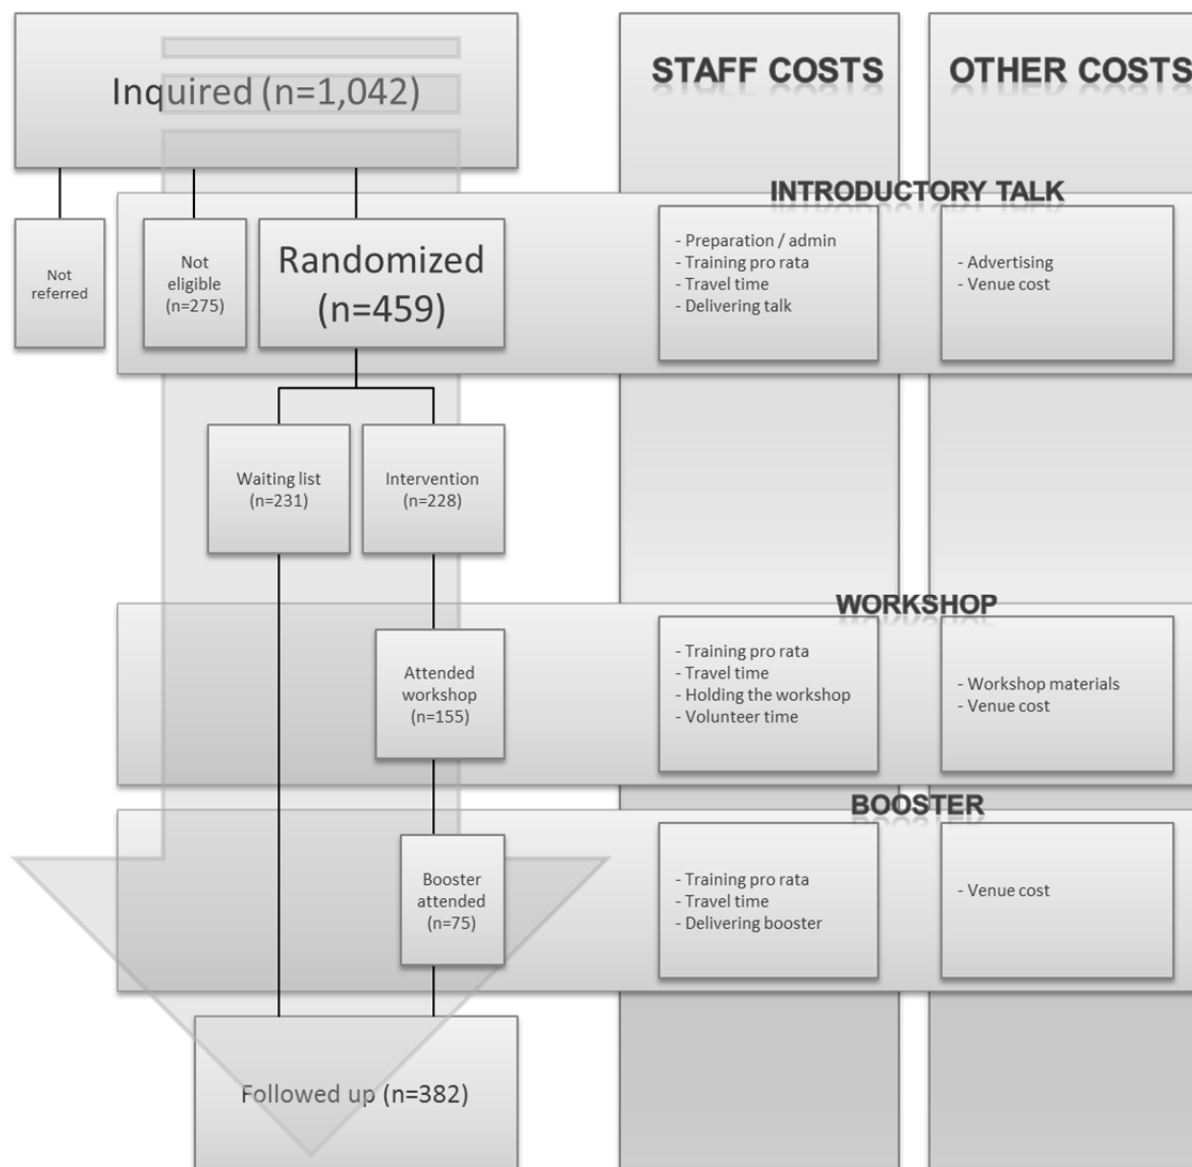 Inquired (n=1,042)
STAFF COSTS
OTHER COSTS
INTRODUCTORY TALK
Not
referred
Not
eligible
(n=275)
Randomized
(n=459)
- Preparation / admin
- Training pro rata
- Travel time
- Delivering talk
- Advertising
- Venue cost
Waiting list
(n=231)
Intervention
(n=228)
WORKSHOP
Attended
workshop
(n=155)
- Training pro rata
- Travel time
- Holding the workshop
- Volunteer time
- Workshop materials
- Venue cost
BOOSTER
Booster
attended
(n=75)
- Training pro rata
- Travel time
- Delivering booster
- Venue cost
Followed up (n=382)